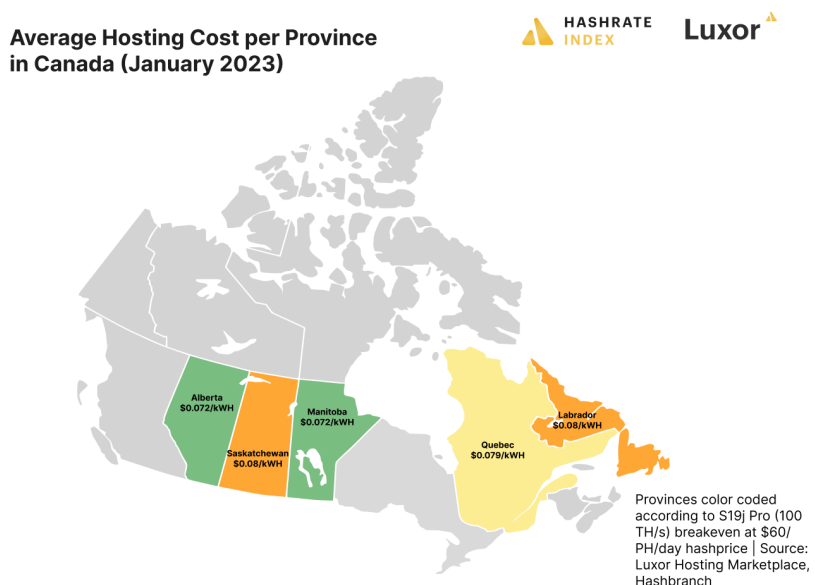 Average Hosting Cost per Province
in Canada (January 2023)
HASHRATE
INDEX
Luxor
Alberta
$0.072/kWH
Saskatchewan
$0.08/kWH
Manitoba
$0.072/kWH
Quebec
$0.079/kWH
Labrador
$0.08/kWH
Provinces color coded
according to S19j Pro (100
TH/s) breakeven at $60/
PH/day hashprice | Source:
Luxor Hosting Marketplace,
Hashbranch